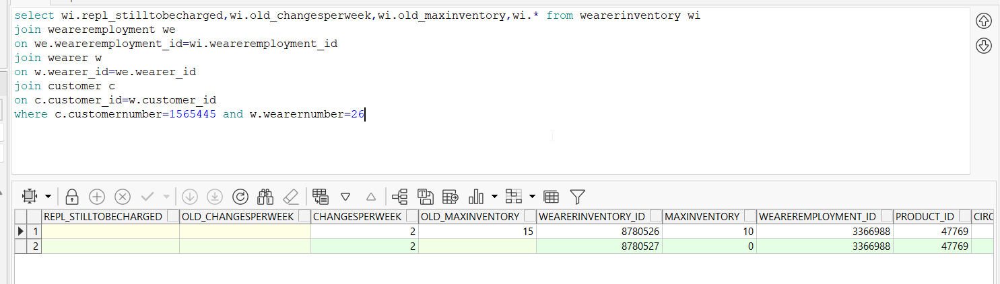 select wi.repl_stilltobecharged,wi.old_changesperweek,wi.old_maxinventory,wi.* from wearerinventory wi
join weareremployment we
on we.weareremployment_id=wi.weareremployment_id
join wearer w
on w.wearer_id=we.wearer_id
join customer c
on c.customer_id=w.customer_id
where c.customernumber=1565445 and w.wearernumber=26
REPL_STILLTOBECHARGED OLD_CHANGESPERWEEK CHANGESPERWEEK OLD_MAXINVENTORY WEARERINVENTORY_ID MAXINVENTORY WEAREREMPLOYMENT_ID PRODUCT_ID CIRC
1 2 15 8780526 10 3366988 47769
2 2 8780527 0 3366988 47769